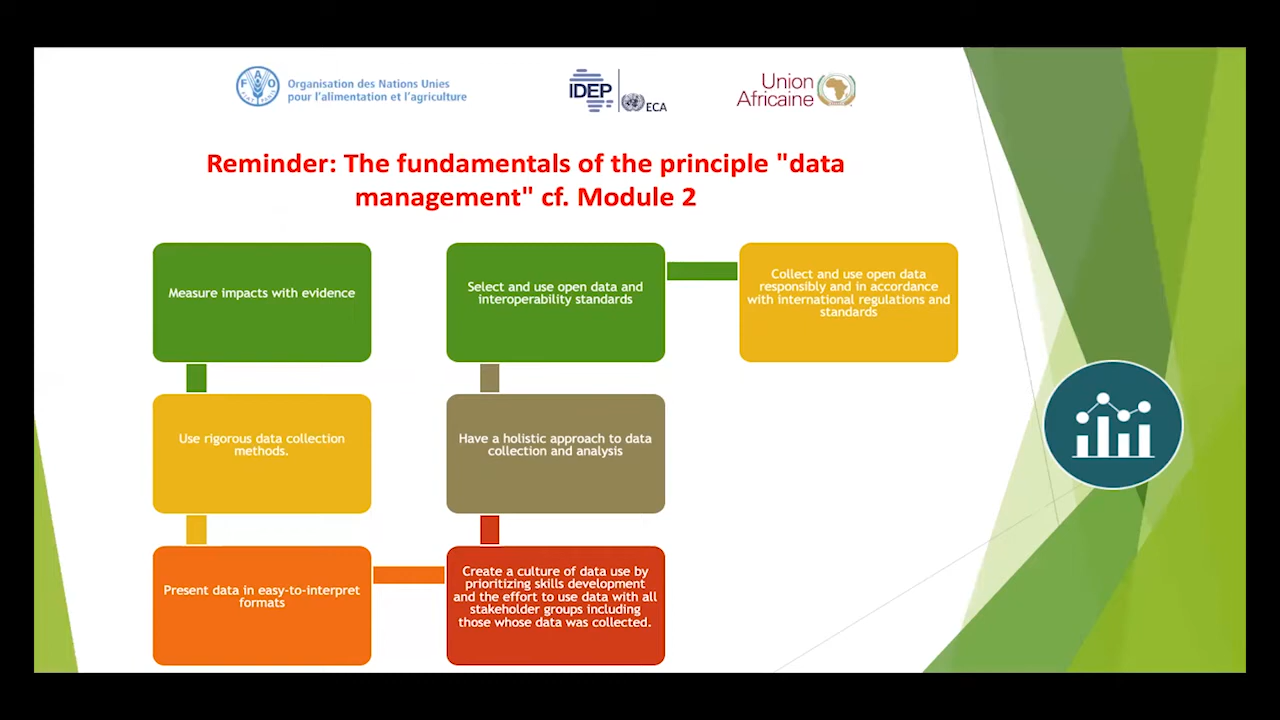 FAO
FIAT PANIS
Organisation des Nations Unies
pour l'alimentation et l'agriculture
IDEP
ECA
Union
Africaine
Reminder: The fundamentals of the principle "data
management" cf. Module 2
Measure impacts with evidence
Use rigorous data collection
methods.
Present data in easy-to-interpret
formats
Create a culture of data use by
prioritizing skills development
and the effort to use data with all
stakeholder groups including
those whose data was collected.
Have a holistic approach to data
collection and analysis
Select and use open data and
interoperability standards
Collect and use open data
responsibly and in accordance
with international regulations and
standards